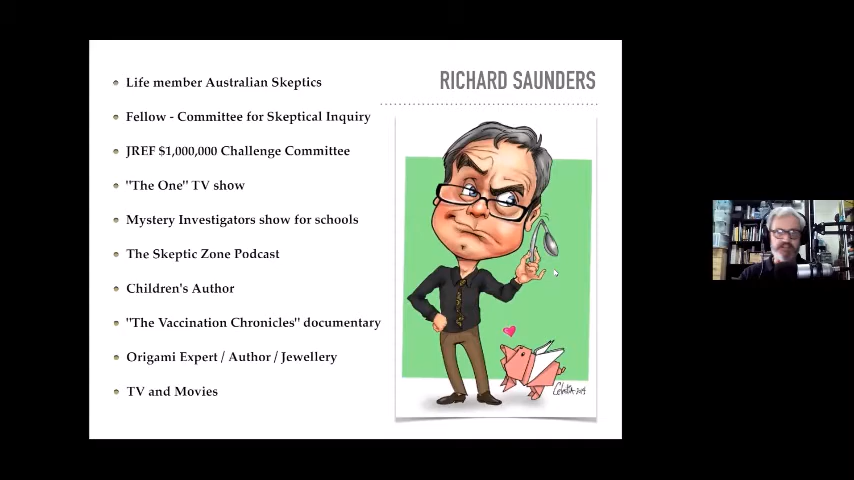 RICHARD SAUNDERS
Life member Australian Skeptics
Fellow - Committee for Skeptical Inquiry
JREF $1,000,000 Challenge Committee
"The One" TV show
Mystery Investigators show for schools
The Skeptic Zone Podcast
Children's Author
"The Vaccination Chronicles" documentary
Origami Expert / Author / Jewellery
TV and Movies